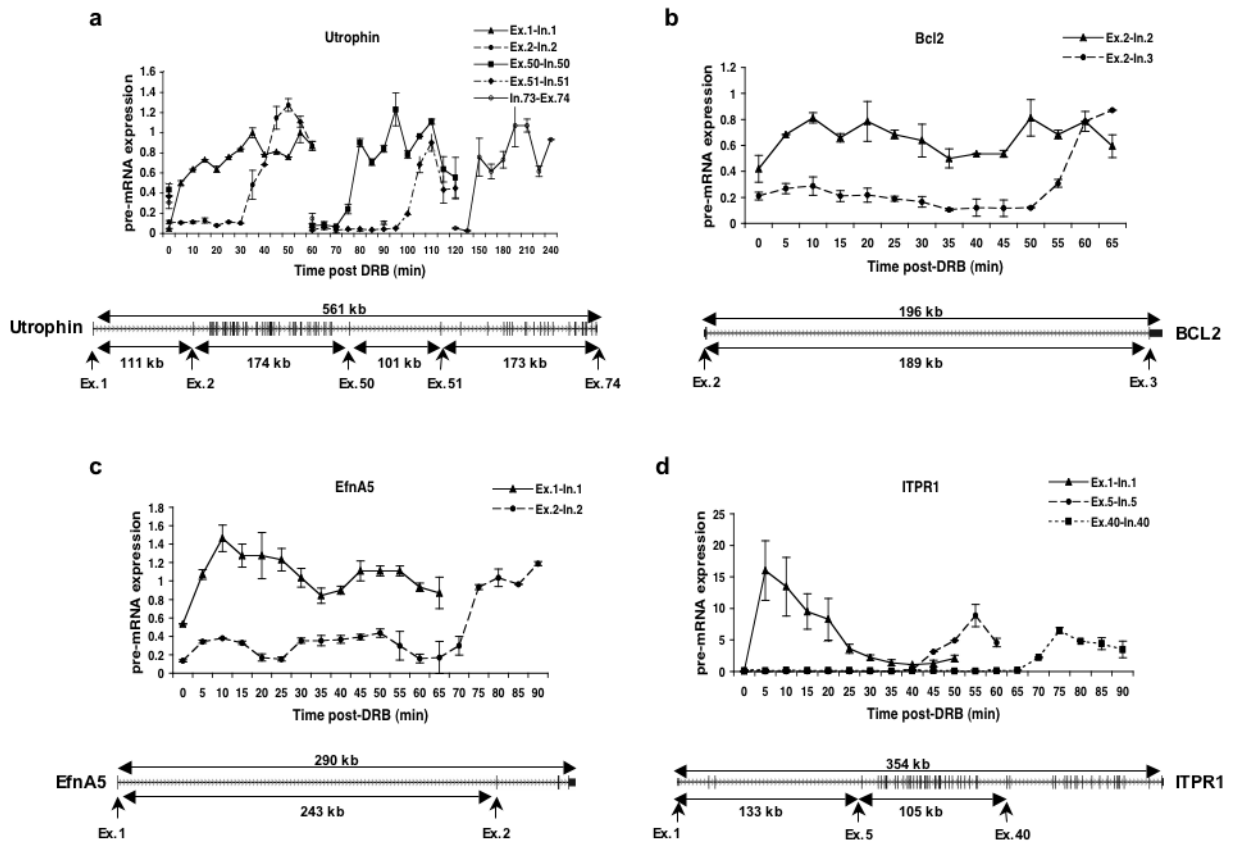 a
Utrophin
Ex.1-In.1
Ex.2-In.2
Ex.50-In.50
Ex.51-In.51
In.73-Ex.74
pre-mRNA expression
1.6
1.4
1.2
1
0.8
0.6
0.4
0.2
0
0 10 20 30 40 50 60 60 70 80 90 100 110 120 150 180 210 240
Time post DRB (min)
561 kb
Utrophin
111 kb 174 kb 101 kb 173 kb
Ex.1 Ex.2 Ex.50 Ex.51 Ex.74
b
Bcl2
Ex.2-In.2
Ex.2-In.3
pre-mRNA expression
1.2
1
0.8
0.6
0.4
0.2
0
0 5 10 15 20 25 30 35 40 45 50 55 60 65
Time post-DRB (min)
196 kb
BCL2
189 kb
Ex.2 Ex.3
c
EfnA5
Ex.1-In.1
Ex.2-In.2
pre-mRNA expression
1.8
1.6
1.4
1.2
1
0.8
0.6
0.4
0.2
0
0 5 10 15 20 25 30 35 40 45 50 55 60 65 70 75 80 85 90
Time post-DRB (min)
290 kb
EfnA5
243 kb
Ex.1 Ex.2
d
ITPR1
Ex.1-In.1
Ex.5-In.5
Ex.40-In.40
pre-mRNA expression
25
20
15
10
5
0
0 5 10 15 20 25 30 35 40 45 50 55 60 65 70 75 80 85 90
Time post-DRB (min)
354 kb
ITPR1
133 kb 105 kb
Ex.1 Ex.5 Ex.40